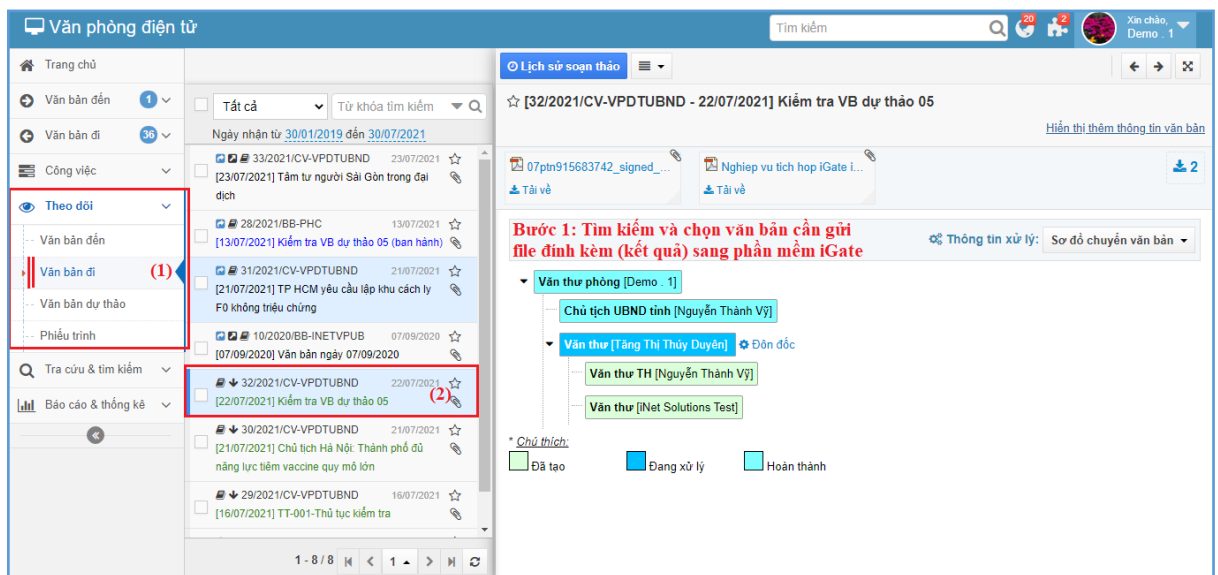 Văn phòng điện tử
Tìm kiếm
20
2
Xin chào,
Demo . 1
Trang chủ
Văn bản đến 1
Văn bản đi 36
Công việc
Theo dõi
Văn bản đến
Văn bản đi (1)
Văn bản dự thảo
Phiếu trình
Tra cứu & tìm kiếm
Báo cáo & thống kê
Tất cả
Từ khóa tìm kiếm
Ngày nhận từ 30/01/2019 đến 30/07/2021
33/2021/CV-VPDTUBND 23/07/2021
[23/07/2021] Tâm tư người Sài Gòn trong đại
dịch
28/2021/BB-PHC 13/07/2021
[13/07/2021] Kiểm tra VB dự thảo 05 (ban hành)
31/2021/CV-VPDTUBND 21/07/2021
[21/07/2021] TP HCM yêu cầu lập khu cách ly
F0 không triệu chứng
10/2020/BB-INETVPUB 07/09/2020
[07/09/2020] Văn bản ngày 07/09/2020
32/2021/CV-VPDTUBND 22/07/2021
[22/07/2021] Kiểm tra VB dự thảo 05 (2)
30/2021/CV-VPDTUBND 21/07/2021
[21/07/2021] Chủ tịch Hà Nội: Thành phố đủ
năng lực tiêm vaccine quy mô lớn
29/2021/CV-VPDTUBND 16/07/2021
[16/07/2021] TT-001-Thủ tục kiểm tra
1 - 8 / 8
1
Lịch sử soạn thảo
[32/2021/CV-VPDTUBND - 22/07/2021] Kiểm tra VB dự thảo 05
Hiển thị thêm thông tin văn bản
07ptn915683742_signed_...
Tải về
Nghiep vu tich hop iGate i...
Tải về
2
Bước 1: Tìm kiếm và chọn văn bản cần gửi
file đính kèm (kết quả) sang phần mềm iGate
Thông tin xử lý: Sơ đồ chuyển văn bản
Văn thư phòng [Demo . 1]
Chủ tịch UBND tỉnh [Nguyễn Thành Vỹ]
Văn thư [Tăng Thị Thúy Duyên] Đôn đốc
Văn thư TH [Nguyễn Thành Vỹ]
Văn thư [iNet Solutions Test]
* Chú thích:
Đã tạo
Đang xử lý
Hoàn thành